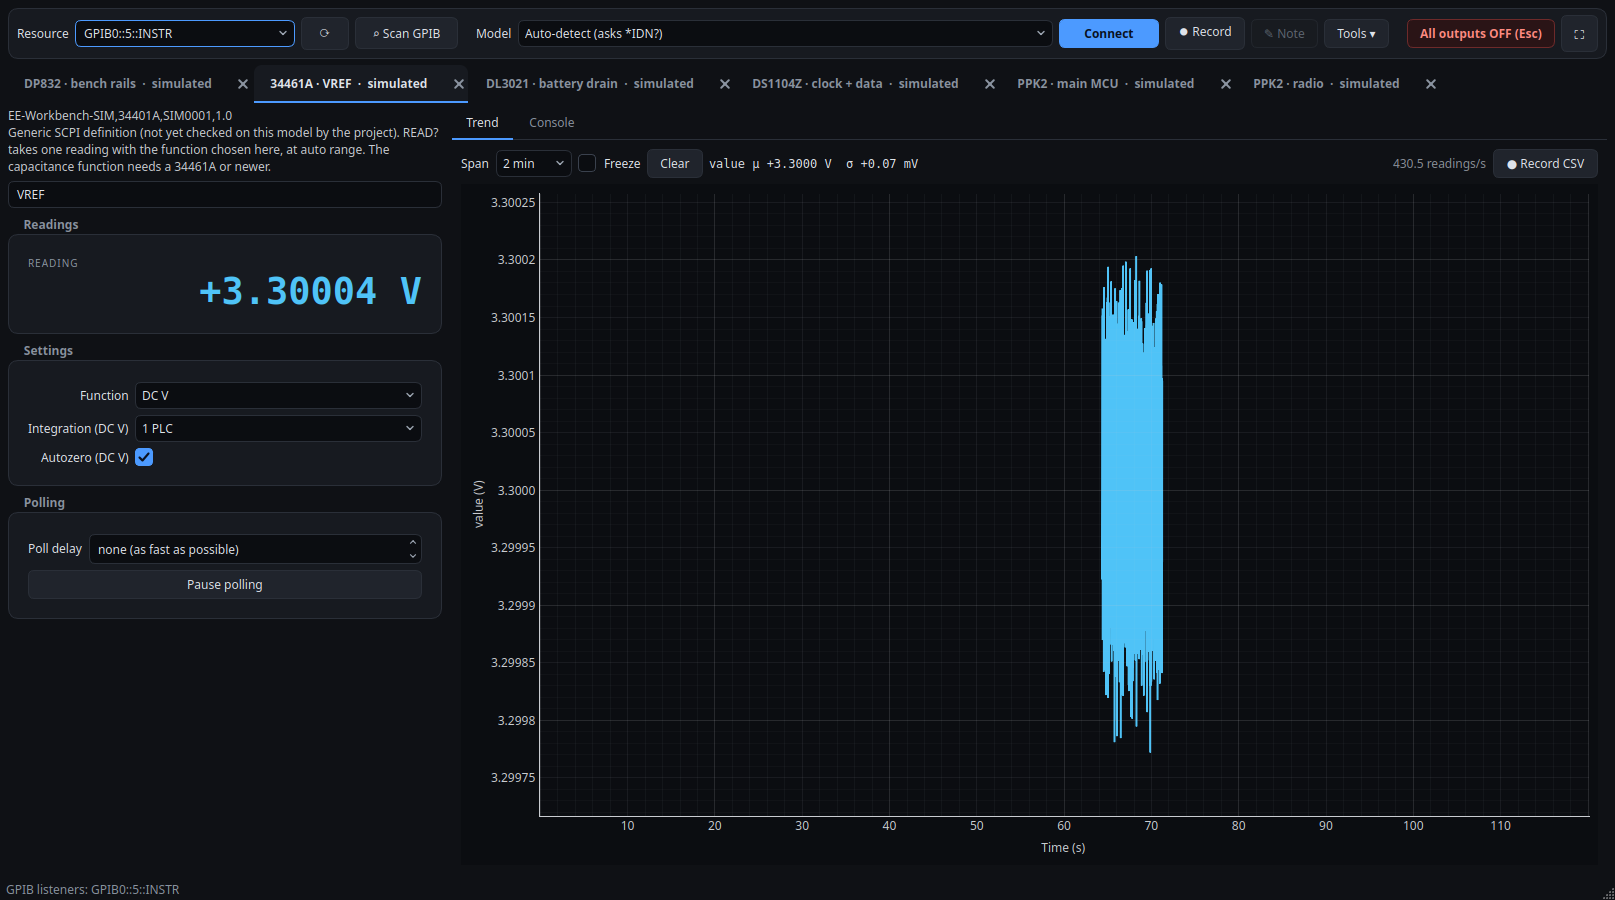 Resource GPIB0::5::INSTR ⟳ ⌕ Scan GPIB Model Auto-detect (asks *IDN?) Connect ● Record ✎ Note Tools ▾ All outputs OFF (Esc)
DP832 · bench rails · simulated ✕ 34461A · VREF · simulated ✕ DL3021 · battery drain · simulated ✕ DS1104Z · clock + data · simulated ✕ PPK2 · main MCU · simulated ✕ PPK2 · radio · simulated ✕
EE-Workbench-SIM,34401A,SIM0001,1.0
Generic SCPI definition (not yet checked on this model by the project). READ?
takes one reading with the function chosen here, at auto range. The
capacitance function needs a 34461A or newer.
VREF
Readings
READING
+3.30004 V
Settings
Function DC V
Integration (DC V) 1 PLC
Autozero (DC V)
Polling
Poll delay none (as fast as possible)
Pause polling
Trend Console
Span 2 min Freeze Clear value μ +3.3000 V σ +0.07 mV 430.5 readings/s ● Record CSV
3.30025
3.3002
3.30015
3.3001
3.30005
3.3000
3.29995
3.2999
3.29985
3.2998
3.29975
value (V)
10 20 30 40 50 60 70 80 90 100 110
Time (s)
GPIB listeners: GPIB0::5::INSTR